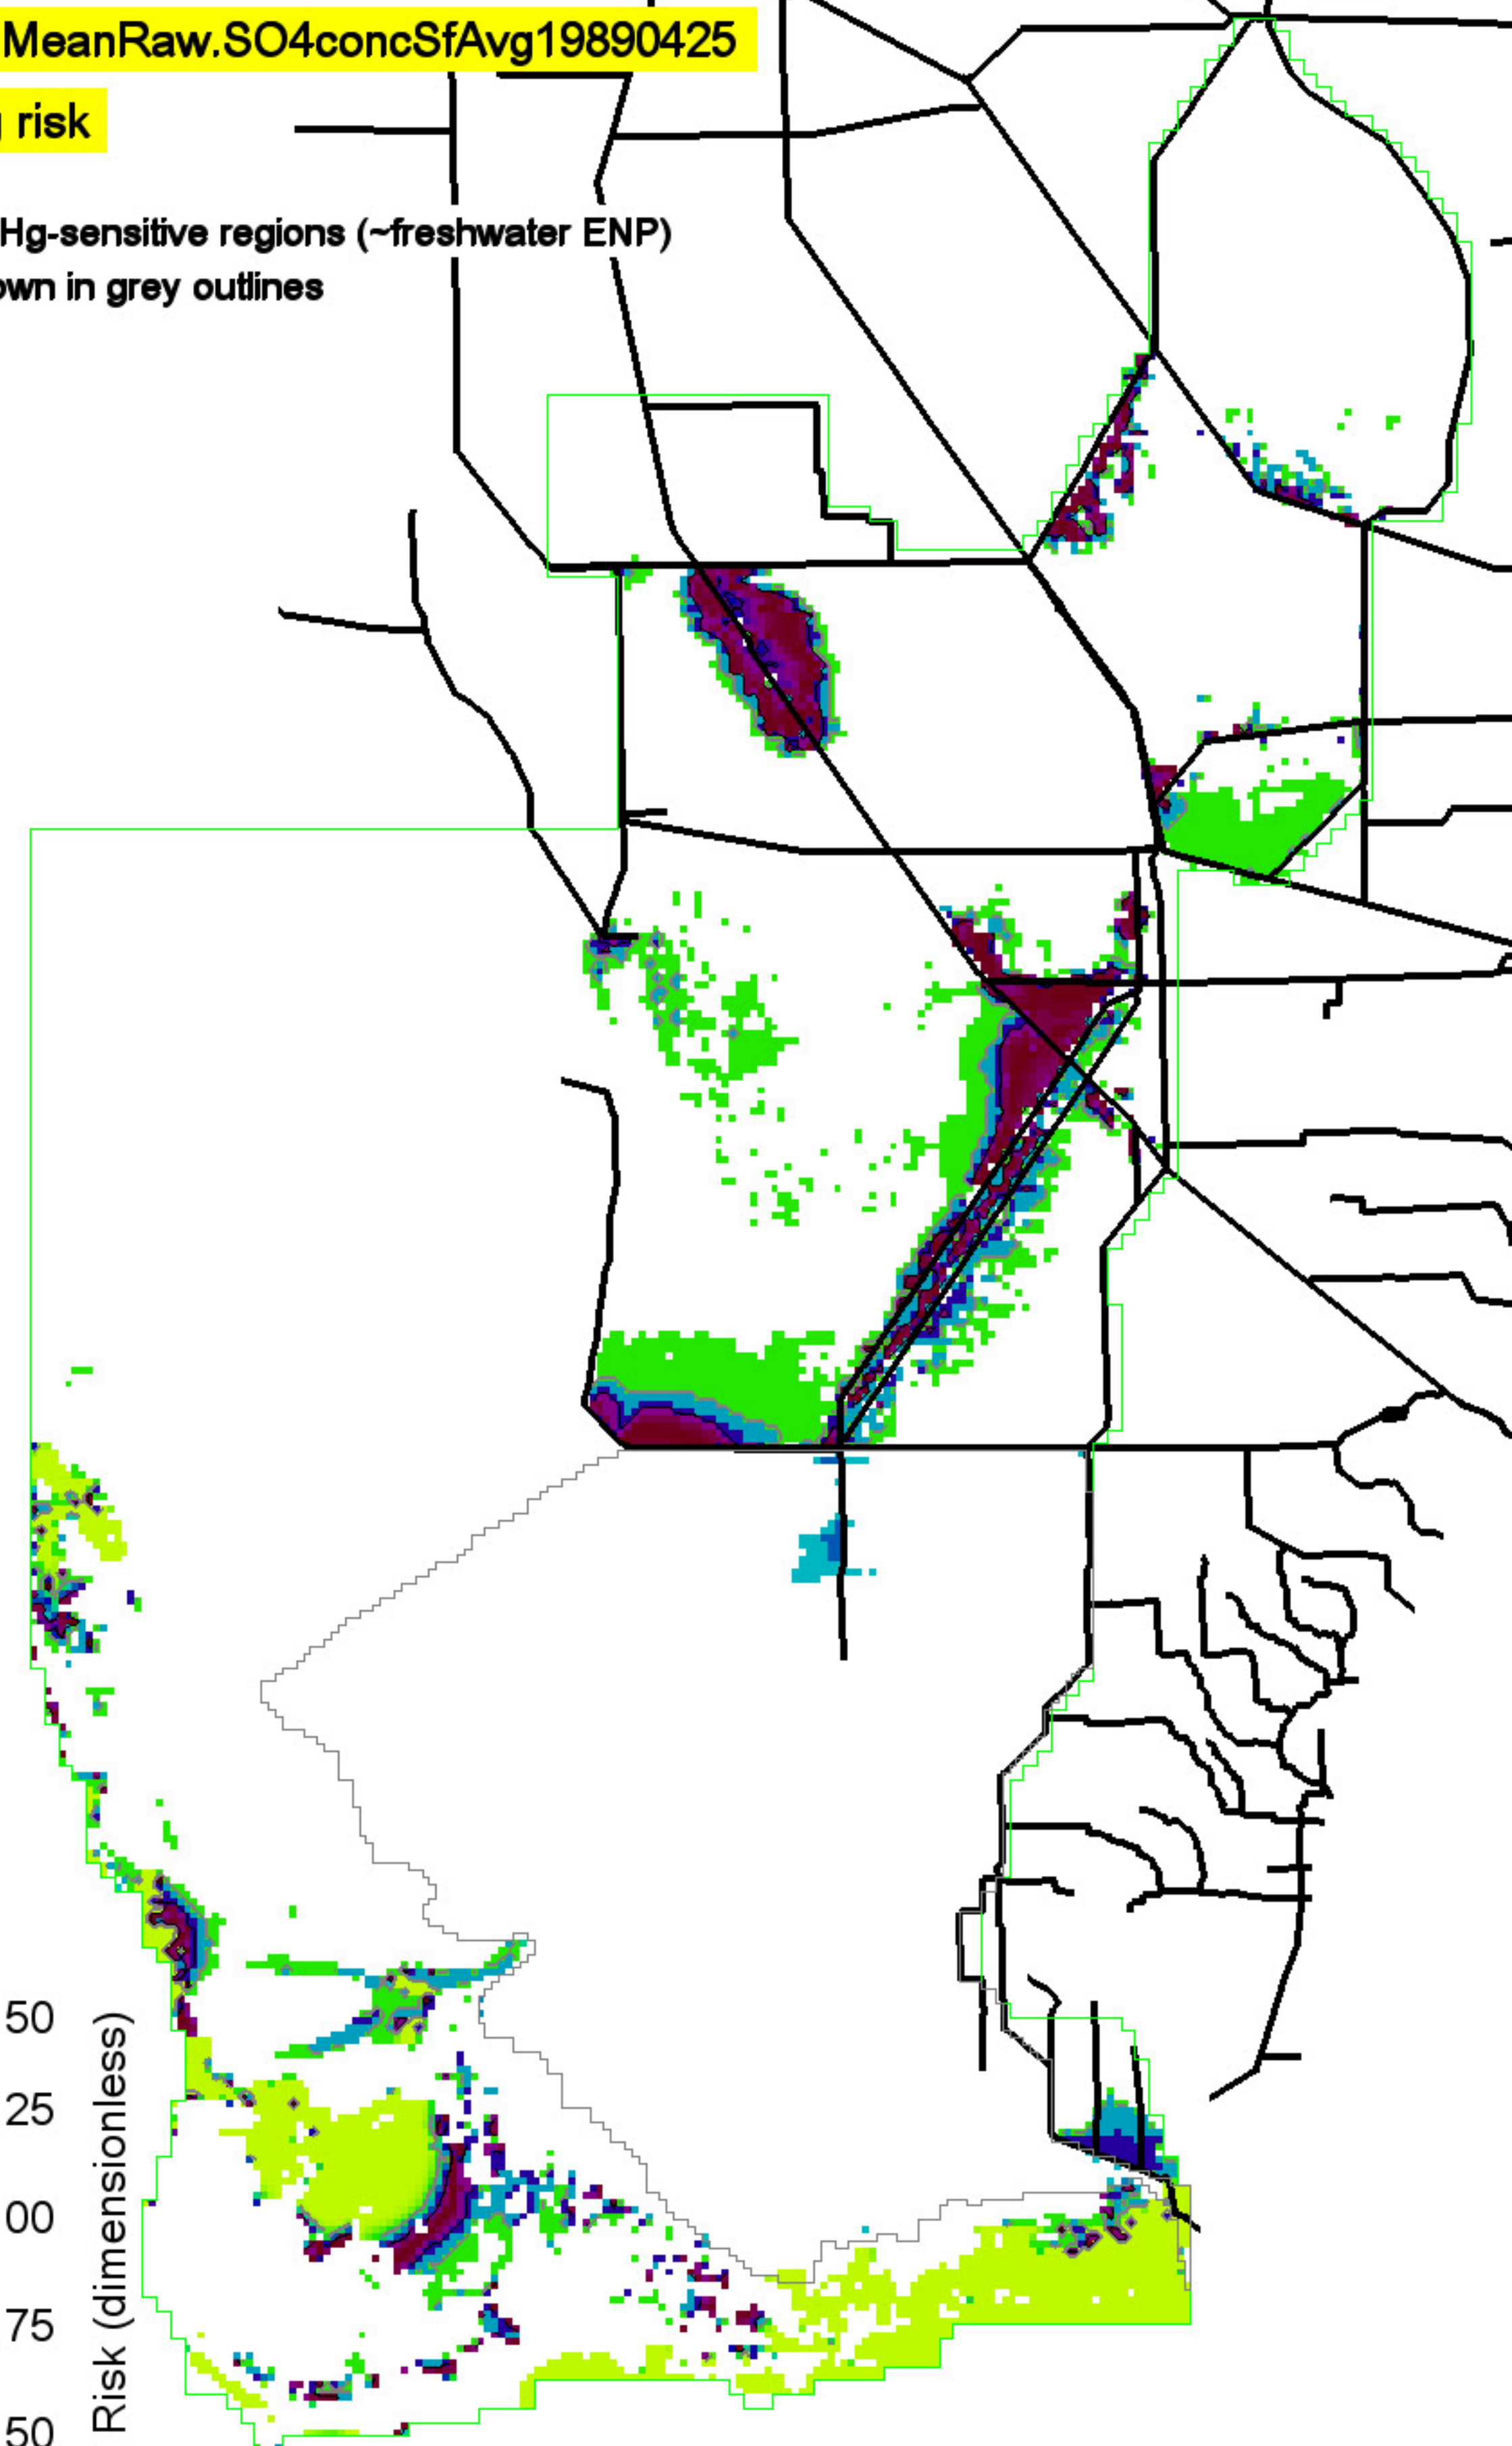 MeanRaw.SO4concSfAvg19890425
g risk
Hg-sensitive regions (~freshwater ENP)
own in grey outlines
50
25
00
75
50
Risk (dimensionless)